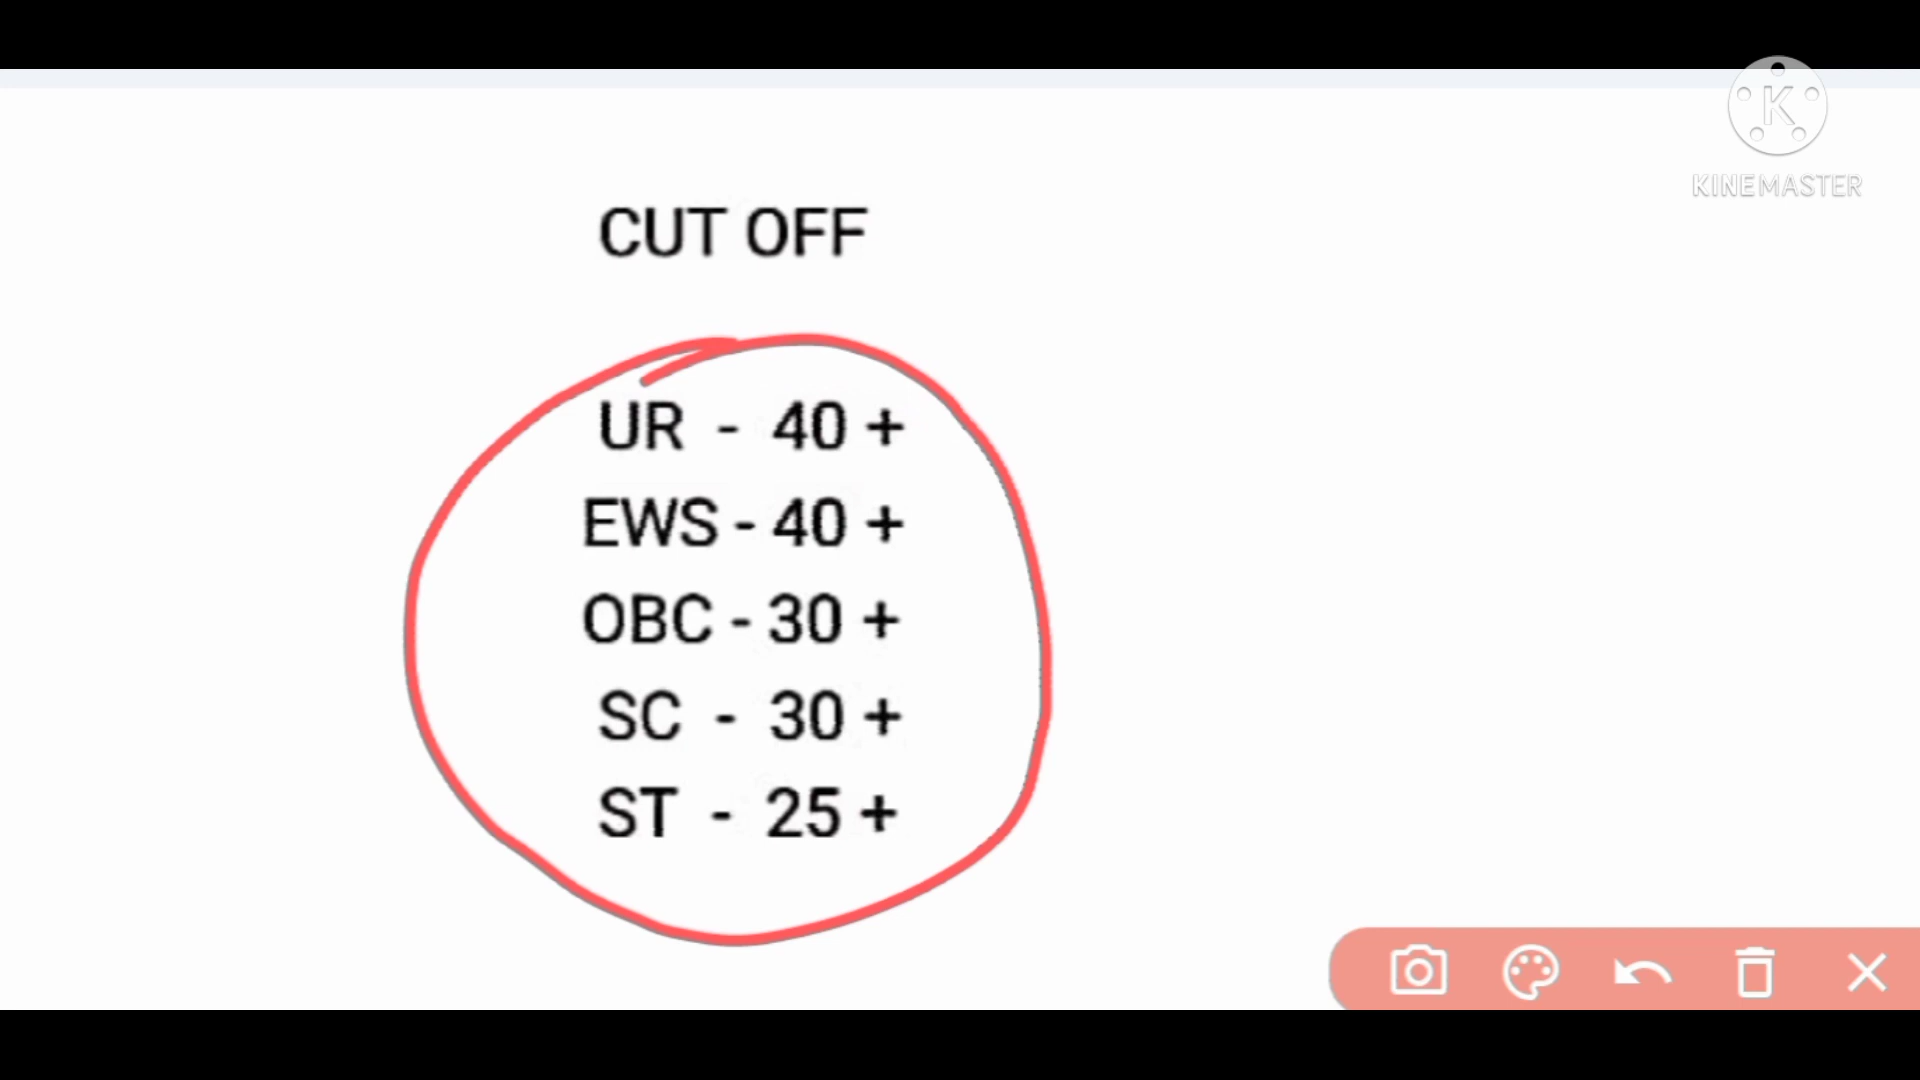 K
KINEMASTER
CUT OFF
UR - 40 +
EWS - 40 +
OBC - 30 +
SC - 30 +
ST - 25 +